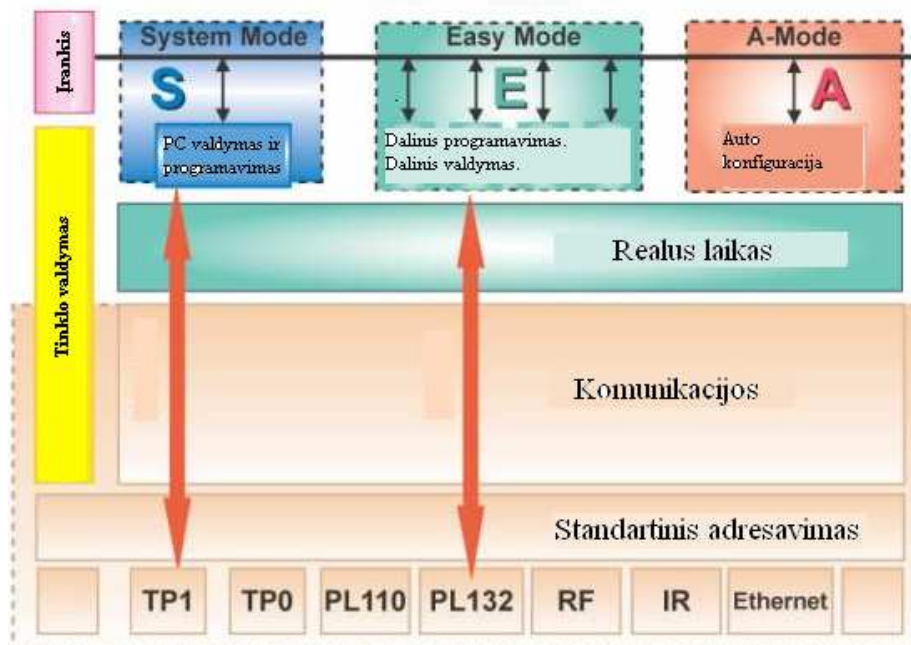 Įrankis
Tinklo valdymas
System Mode
Easy Mode
A-Mode
S
E
A
PC valdymas ir
programavimas
Dalinis programavimas.
Dalinis valdymas.
Auto
konfiguracija
Realus laikas
Komunikacijos
Standartinis adresavimas
TP1
TP0
PL110
PL132
RF
IR
Ethernet